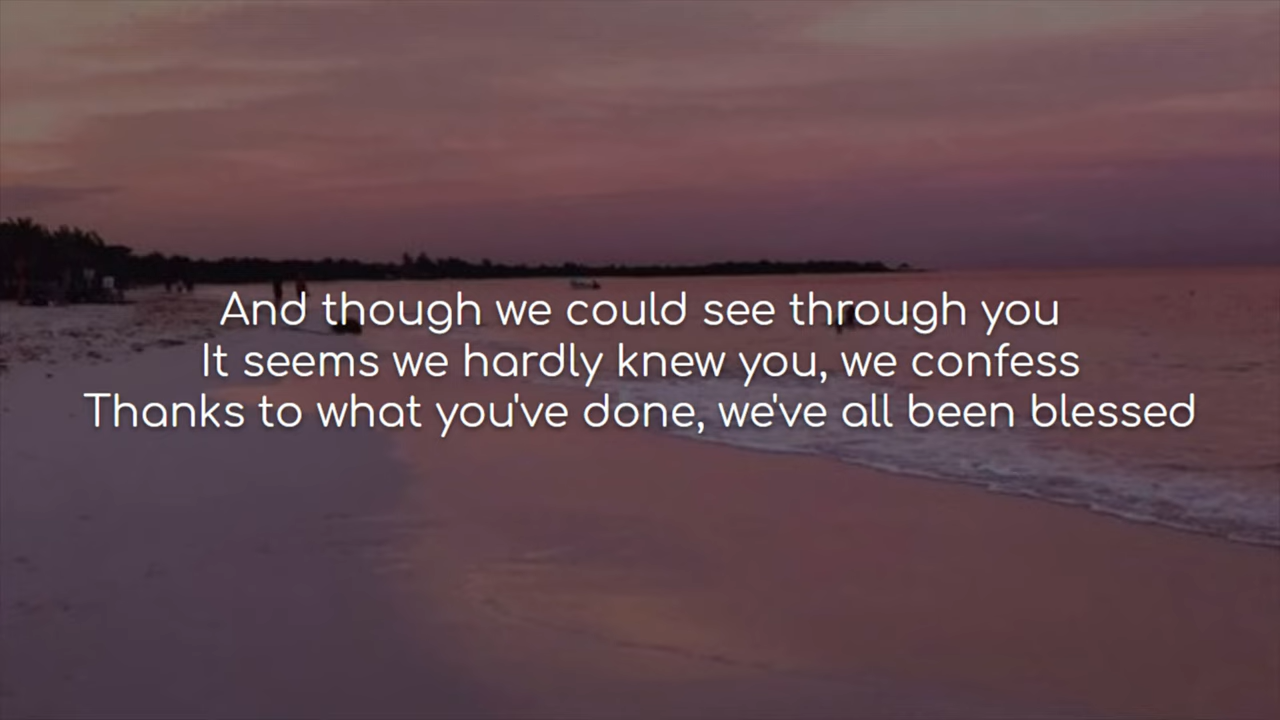 And though we could see through you
It seems we hardly knew you, we confess
Thanks to what you've done, we've all been blessed